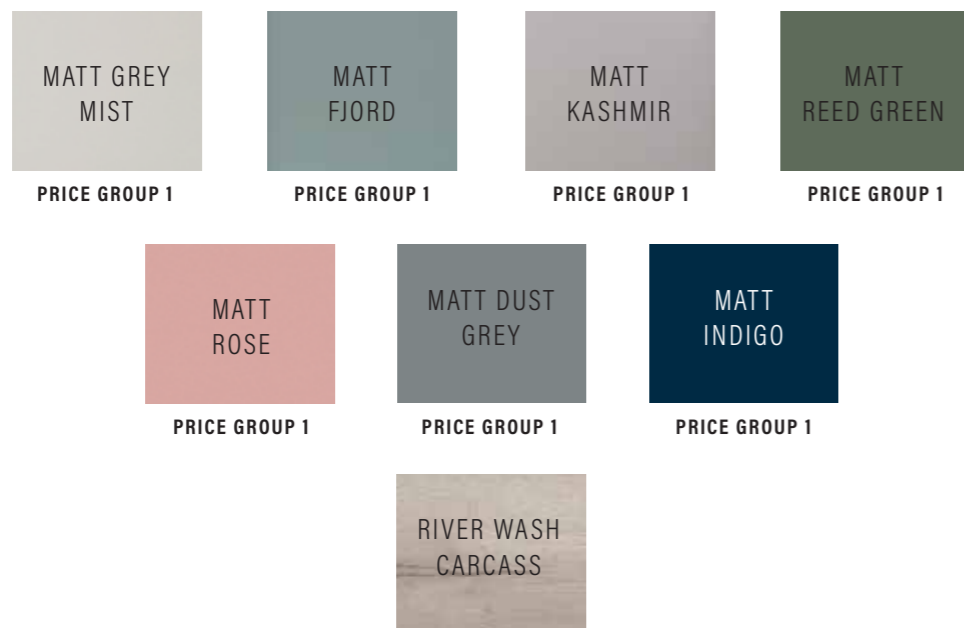 MATT GREY
MIST
MATT
FJORD
MATT
KASHMIR
MATT
REED GREEN
PRICE GROUP 1
PRICE GROUP 1
PRICE GROUP 1
PRICE GROUP 1
MATT
ROSE
MATT DUST
GREY
MATT
INDIGO
PRICE GROUP 1
PRICE GROUP 1
PRICE GROUP 1
RIVER WASH
CARCASS